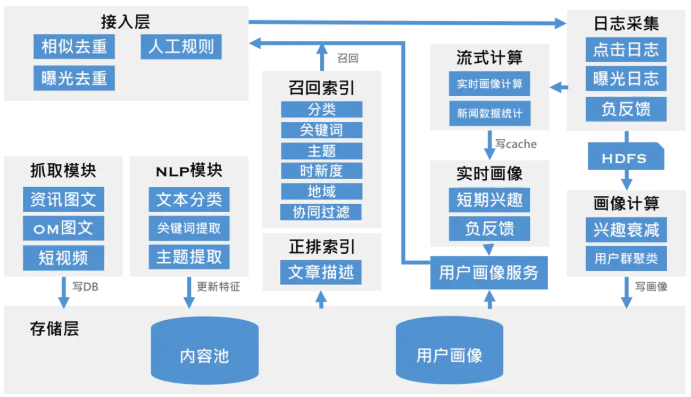 接入层
相似去重
人工规则
曝光去重
召回
召回索引
分类
关键词
主题
时新度
地域
协同过滤
正排索引
文章描述
流式计算
实时画像计算
新闻数据统计
写cache
实时画像
短期兴趣
负反馈
用户画像服务
日志采集
点击日志
曝光日志
负反馈
HDFS
画像计算
兴趣衰减
用户群聚类
写画像
抓取模块
资讯图文
OM图文
短视频
写DB
NLP模块
文本分类
关键词提取
主题提取
更新特征
存储层
内容池
用户画像